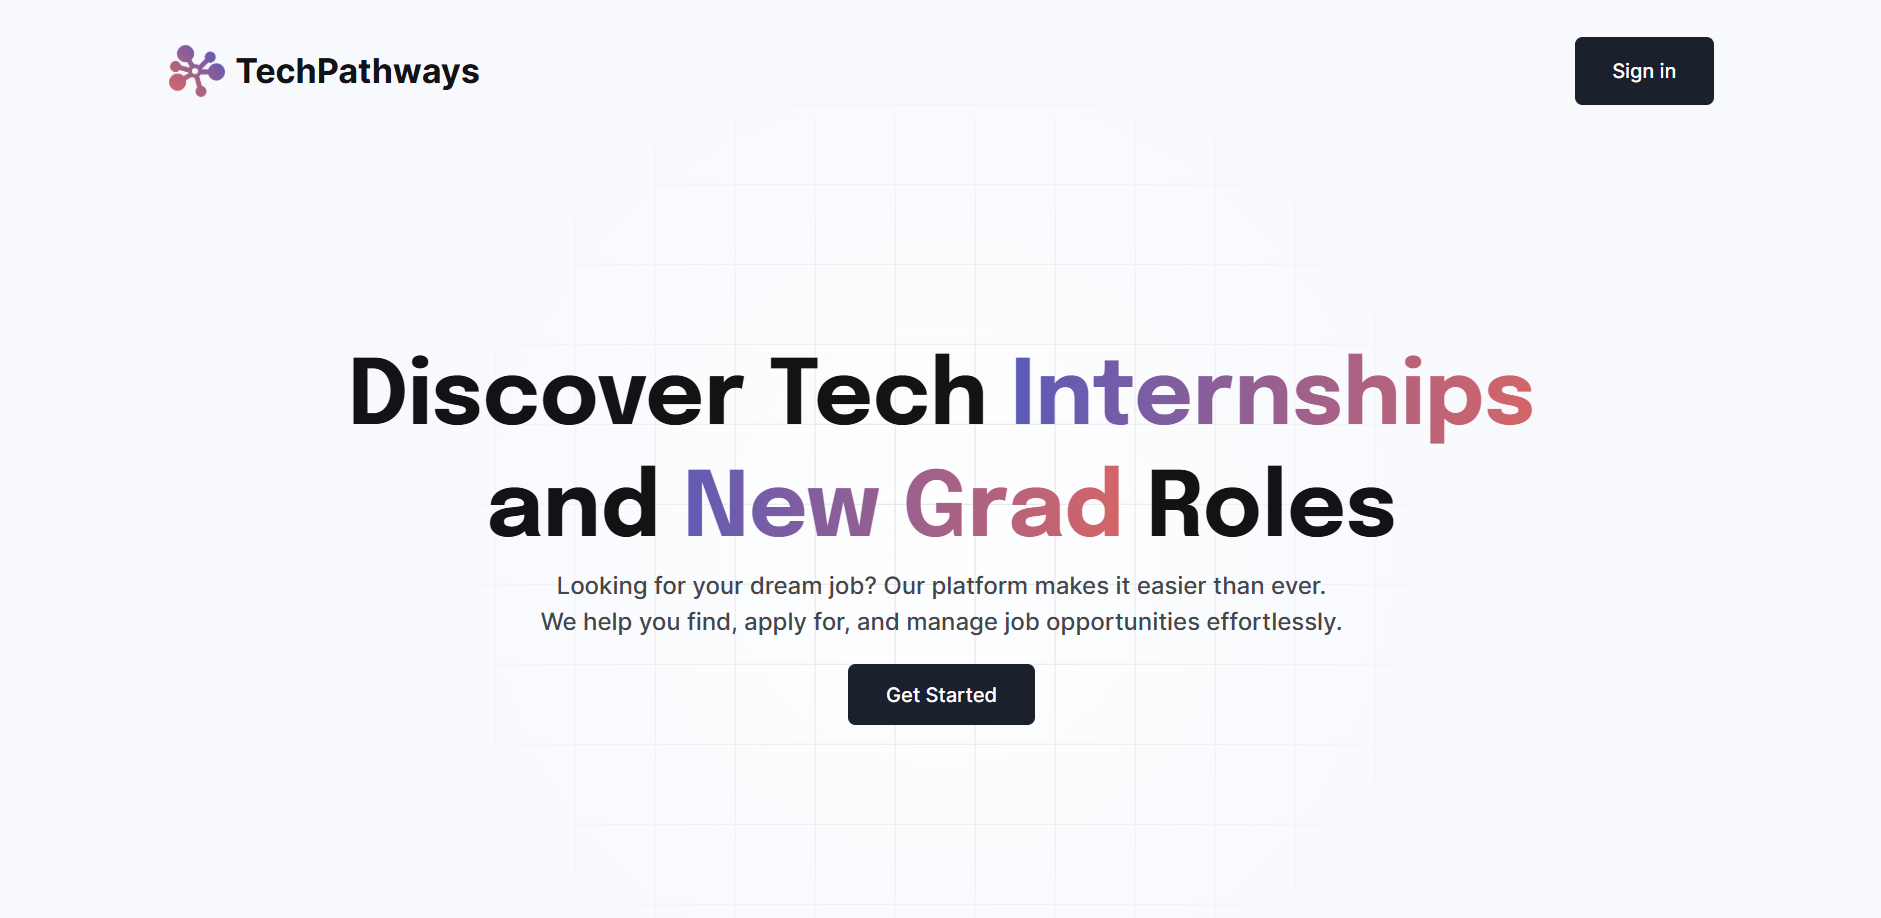 TechPathways
Sign in
Discover Tech Internships
and New Grad Roles
Looking for your dream job? Our platform makes it easier than ever.
We help you find, apply for, and manage job opportunities effortlessly.
Get Started